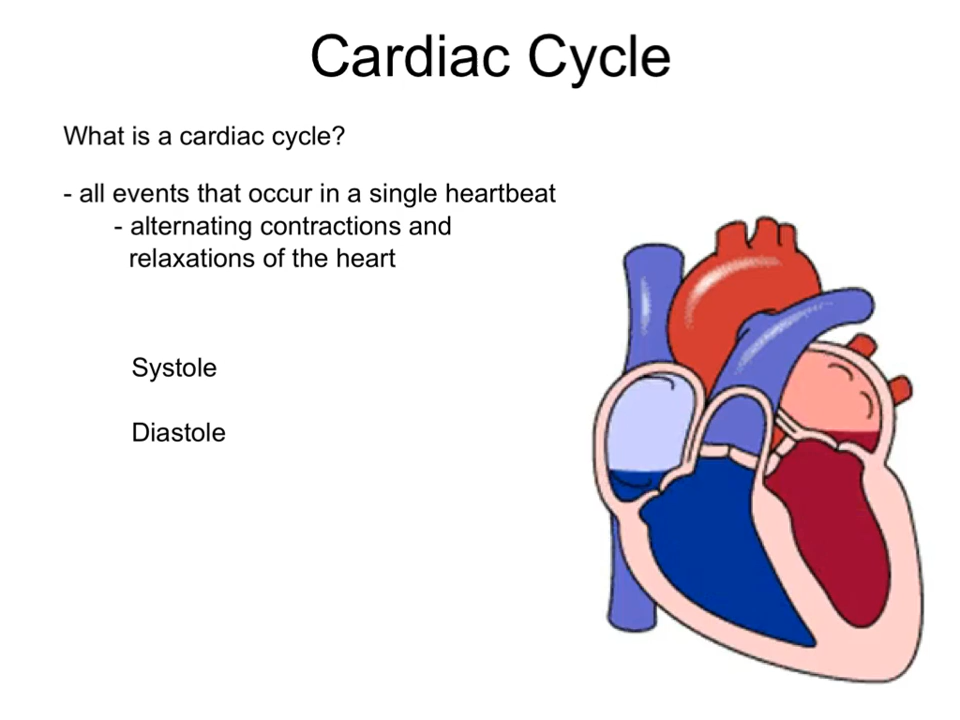 Cardiac Cycle
What is a cardiac cycle?
- all events that occur in a single heartbeat
- alternating contractions and
relaxations of the heart
Systole
Diastole